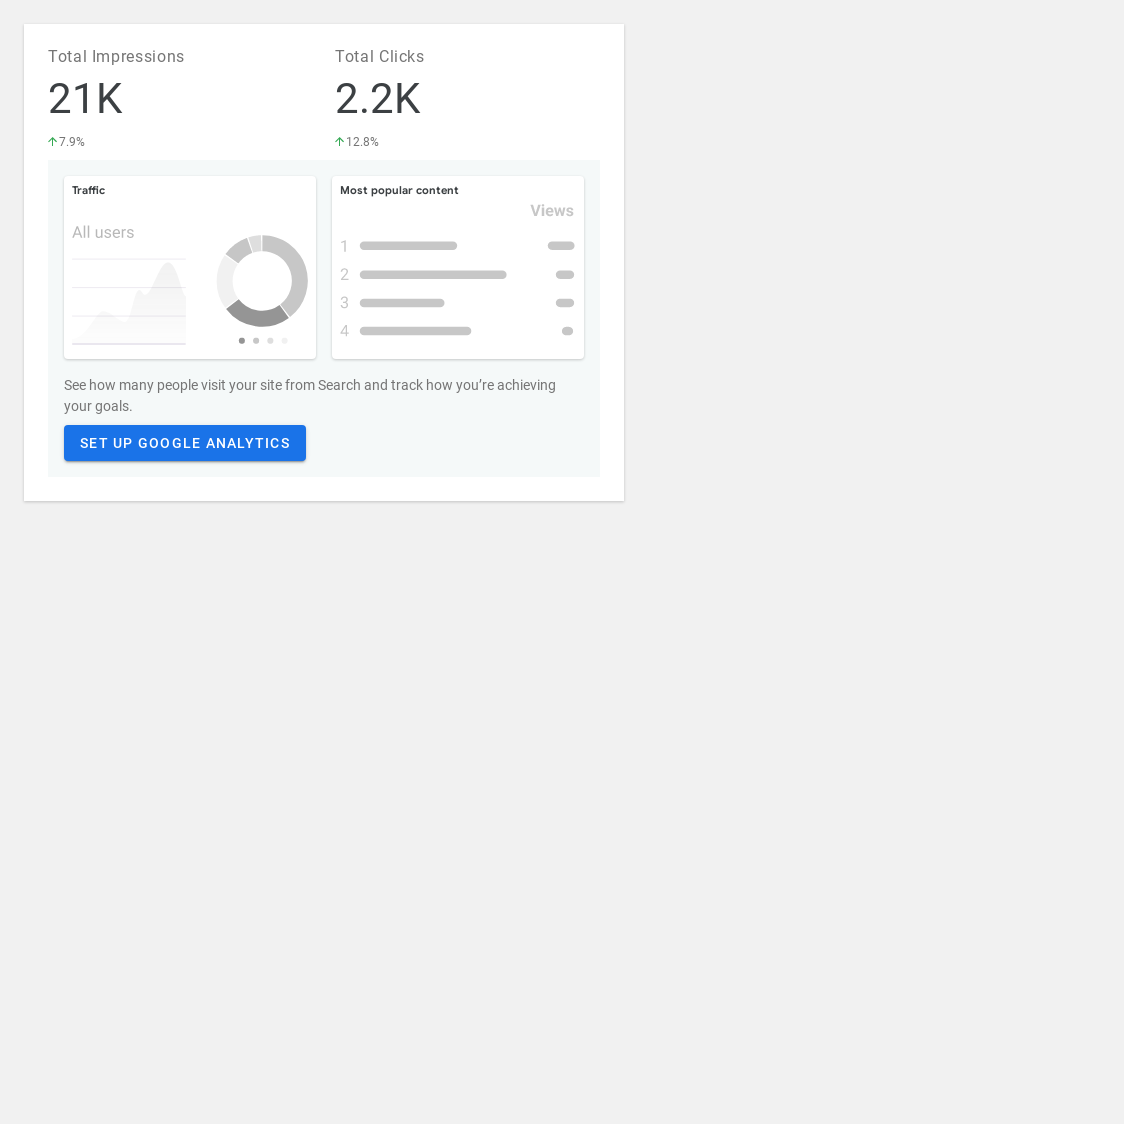 Total Impressions
21K
7.9%
Total Clicks
2.2K
12.8%
Traffic
All users
Most popular content
Views
1
2
3
4
See how many people visit your site from Search and track how you’re achieving
your goals.
SET UP GOOGLE ANALYTICS